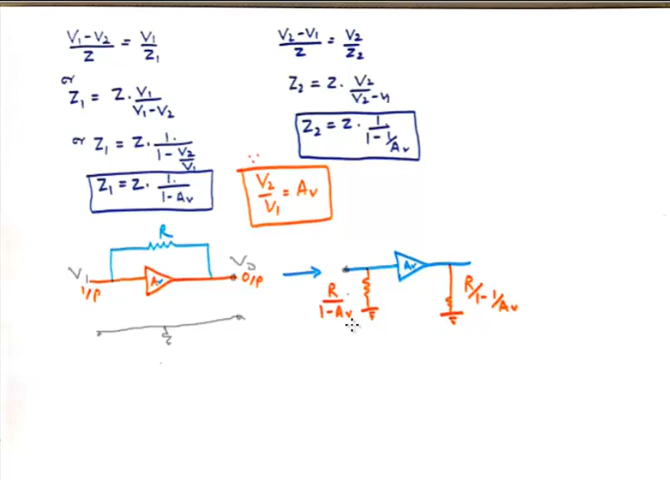 V₁-V₂/Z = V₁/Z₁
or
Z₁ = Z · V₁/V₁-V₂
or Z₁ = Z · 1/1-V₂/V₁
Z₁ = Z · 1/1-Av
V₂-V₁/Z = V₂/Z₂
Z₂ = Z · V₂/V₂-V₁
Z₂ = Z · 1/1-1/Av
∵
V₂/V₁ = Av
R
V₁
I/P
Av
O/P
Av
R/1-Av
R/1-1/Av